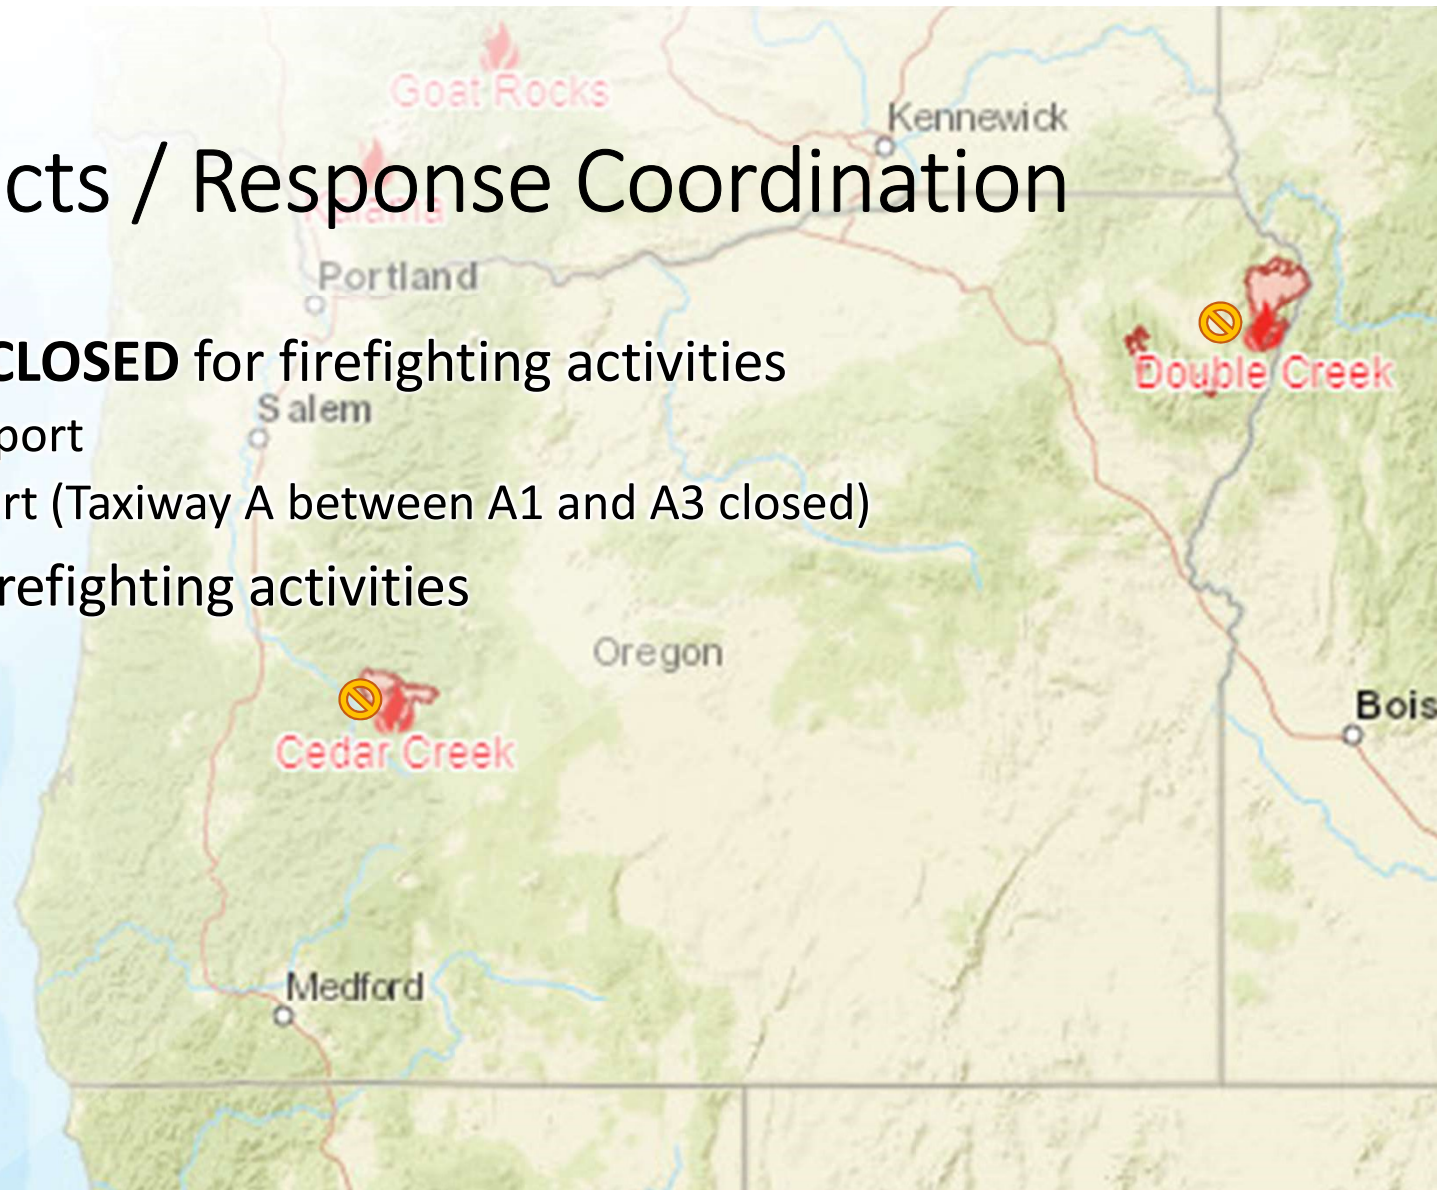 Goat Rocks
Kennewick
cts / Response Coordination
Kalama
Portland
CLOSED for firefighting activities
Double Creek
Salem
port
rt (Taxiway A between A1 and A3 closed)
refighting activities
Oregon
Bois
Cedar Creek
Medford